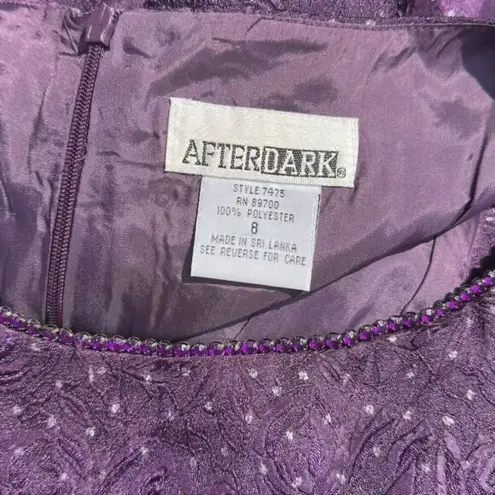 AFTERDARK®
STYLE 7475
RN 89700
100% POLYESTER
8
MADE IN SRI LANKA
SEE REVERSE FOR CARE